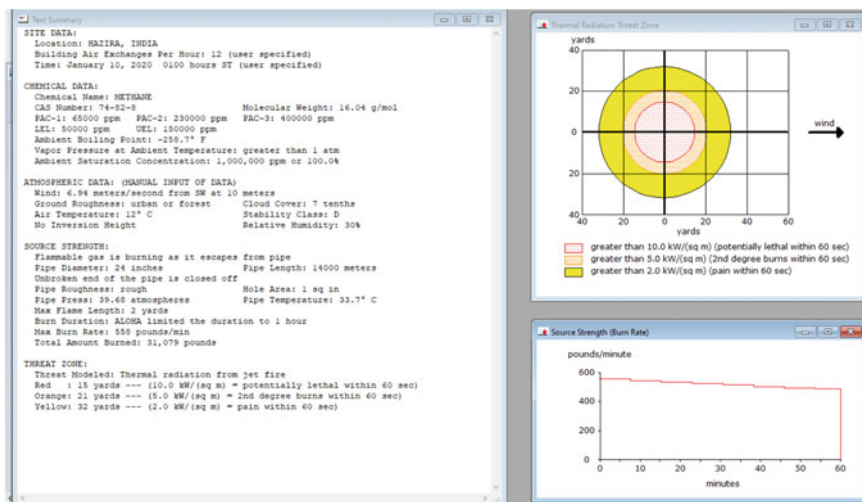 Text Summary
SITE DATA:
Location: HAZIRA, INDIA
Building Air Exchanges Per Hour: 12 (user specified)
Time: January 10, 2020 0100 hours ST (user specified)
CHEMICAL DATA:
Chemical Name: METHANE
CAS Number: 74-82-8 Molecular Weight: 16.04 g/mol
PAC-1: 65000 ppm PAC-2: 230000 ppm PAC-3: 400000 ppm
LEL: 50000 ppm UEL: 150000 ppm
Ambient Boiling Point: -258.7° F
Vapor Pressure at Ambient Temperature: greater than 1 atm
Ambient Saturation Concentration: 1,000,000 ppm or 100.0%
ATMOSPHERIC DATA: (MANUAL INPUT OF DATA)
Wind: 6.94 meters/second from SW at 10 meters
Ground Roughness: urban or forest Cloud Cover: 7 tenths
Air Temperature: 12° C Stability Class: D
No Inversion Height Relative Humidity: 30%
SOURCE STRENGTH:
Flammable gas is burning as it escapes from pipe
Pipe Diameter: 24 inches Pipe Length: 14000 meters
Unbroken end of the pipe is closed off
Pipe Roughness: rough Hole Area: 1 sq in
Pipe Press: 39.68 atmospheres Pipe Temperature: 33.7° C
Max Flame Length: 2 yards
Burn Duration: ALOHA limited the duration to 1 hour
Max Burn Rate: 558 pounds/min
Total Amount Burned: 31,079 pounds
THREAT ZONE:
Threat Modeled: Thermal radiation from jet fire
Red : 15 yards --- (10.0 kW/(sq m) = potentially lethal within 60 sec)
Orange: 21 yards --- (5.0 kW/(sq m) = 2nd degree burns within 60 sec)
Yellow: 32 yards --- (2.0 kW/(sq m) = pain within 60 sec)
Thermal Radiation Threat Zone
yards
40
20
0
20
40
40 20 0 20 40 60
yards
wind
greater than 10.0 kW/(sq m) (potentially lethal within 60 sec)
greater than 5.0 kW/(sq m) (2nd degree burns within 60 sec)
greater than 2.0 kW/(sq m) (pain within 60 sec)
Source Strength (Burn Rate)
pounds/minute
600
400
200
0
0 10 20 30 40 50 60
minutes